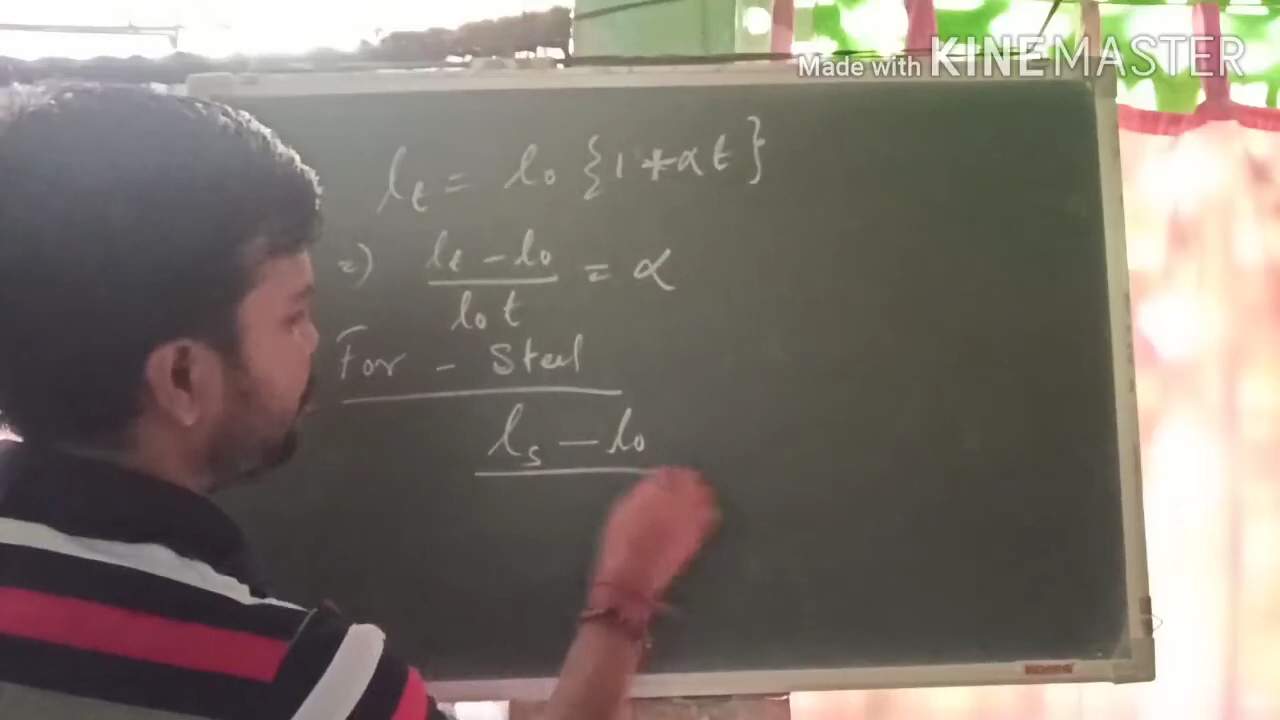 Made with KINEMASTER
lt = l0 {1+αt}
=) lt - l0 / l0 t = α
For - Steel
ls - l0